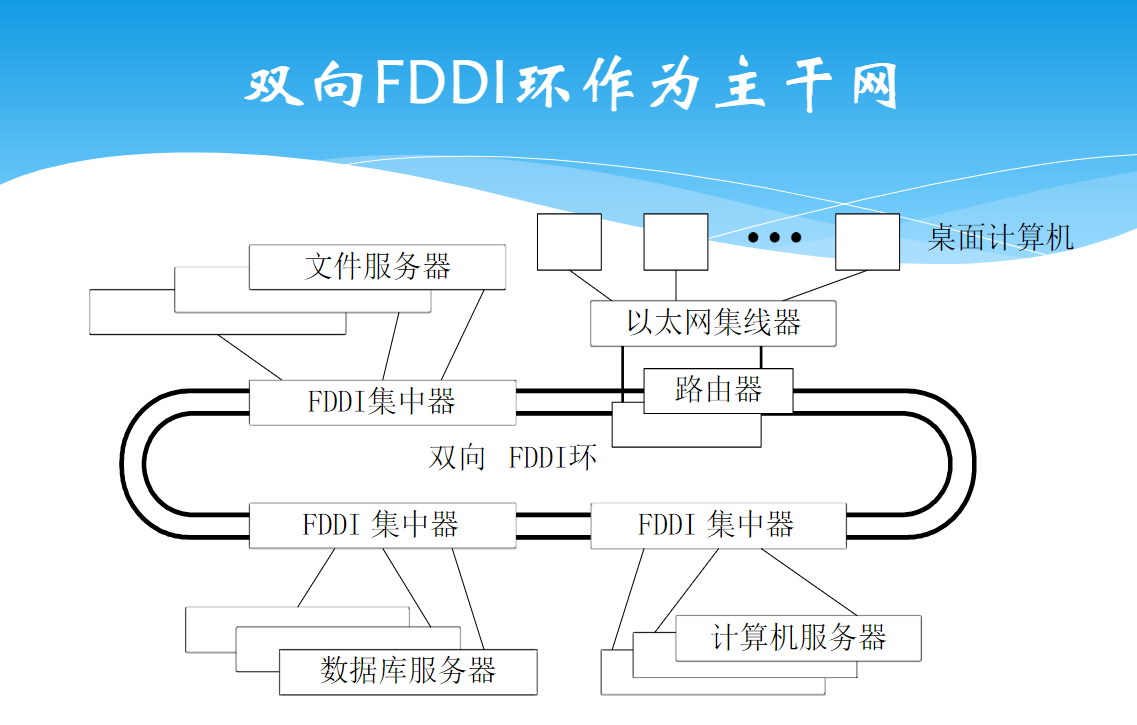 双向FDDI环作为主干网
桌面计算机
文件服务器
以太网集线器
路由器
FDDI集中器
双向 FDDI环
FDDI 集中器
FDDI 集中器
计算机服务器
数据库服务器